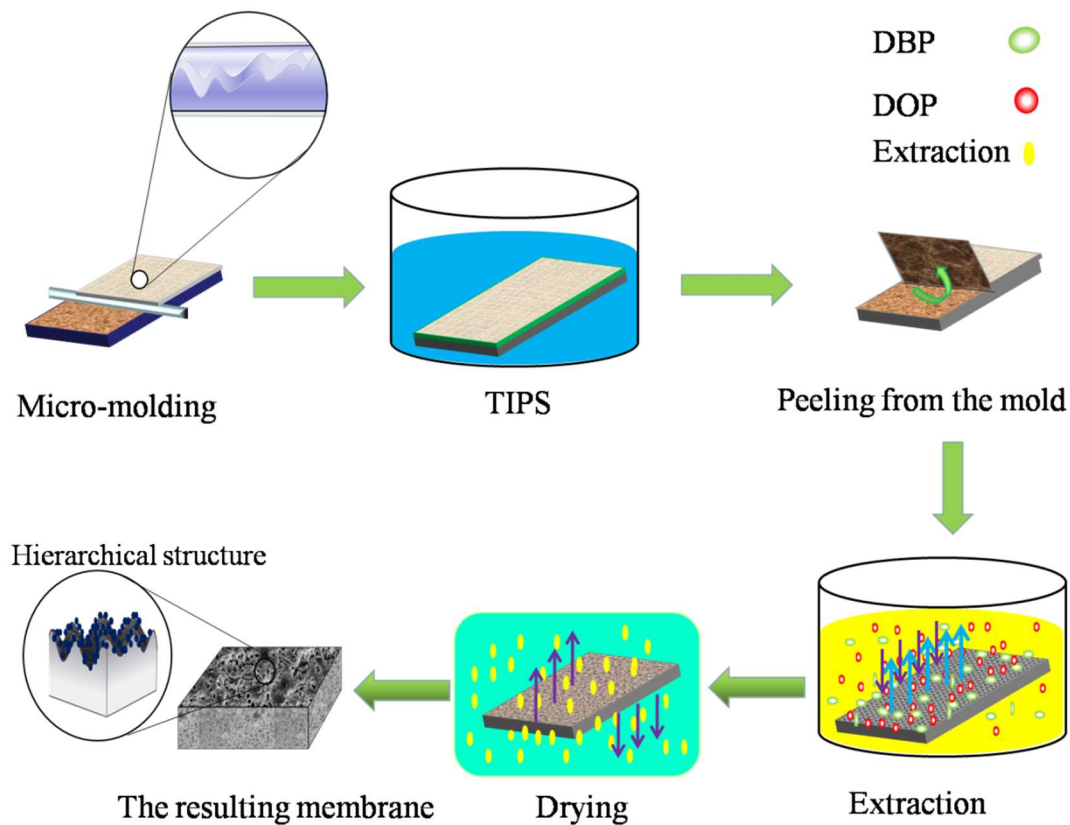 DBP
DOP
Extraction
Micro-molding
TIPS
Peeling from the mold
Hierarchical structure
The resulting membrane
Drying
Extraction